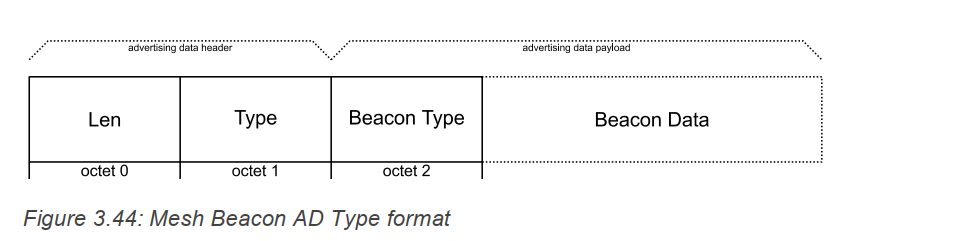 advertising data header advertising data payload
Len Type Beacon Type Beacon Data
octet 0 octet 1 octet 2
Figure 3.44: Mesh Beacon AD Type format